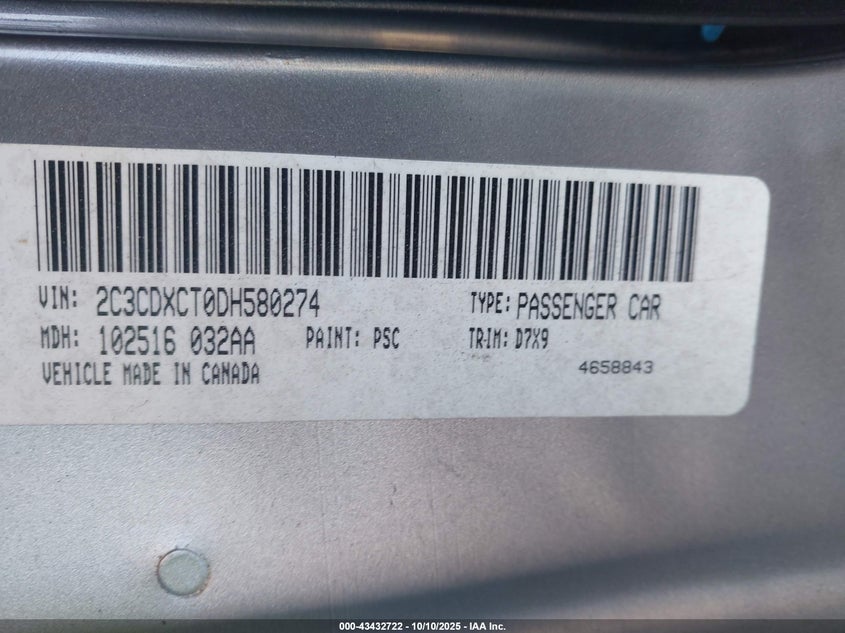 VIN: 2C3CDXCT0DH580274 TYPE: PASSENGER CAR
MDH: 102516 032AA PAINT: PSC TRIM: D7X9
VEHICLE MADE IN CANADA 4658843
000-43432722 - 10/10/2025 - IAA Inc.